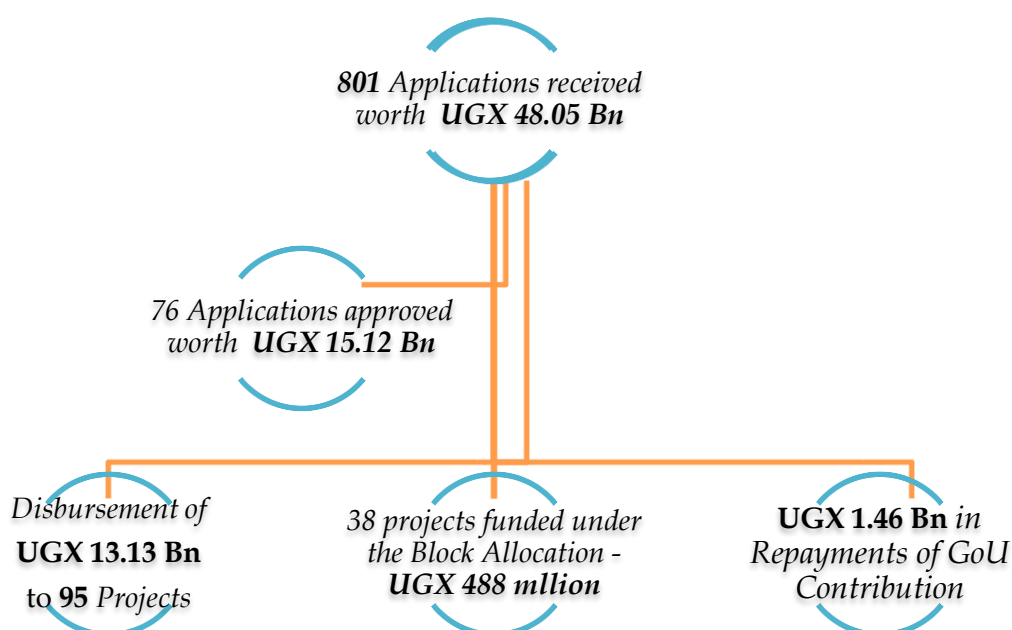 801 Applications received
worth UGX 48.05 Bn
76 Applications approved
worth UGX 15.12 Bn
Disbursement of
UGX 13.13 Bn
to 95 Projects
38 projects funded under
the Block Allocation -
UGX 488 mllion
UGX 1.46 Bn in
Repayments of GoU
Contribution